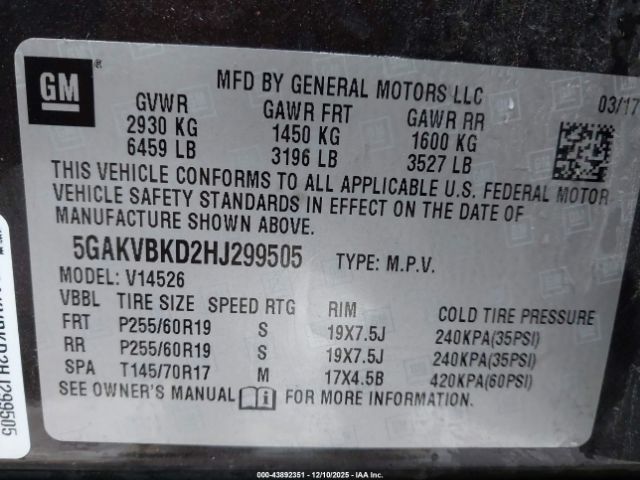 GM
®
MFD BY GENERAL MOTORS LLC
03/17
GVWR GAWR FRT GAWR RR
2930 KG 1450 KG 1600 KG
6459 LB 3196 LB 3527 LB
THIS VEHICLE CONFORMS TO ALL APPLICABLE U.S. FEDERAL MOTOR
VEHICLE SAFETY STANDARDS IN EFFECT ON THE DATE OF
MANUFACTURE SHOWN ABOVE.
5GAKVBKD2HJ299505 TYPE: M.P.V.
MODEL: V14526
VBBL TIRE SIZE SPEED RTG RIM COLD TIRE PRESSURE
FRT P255/60R19 S 19X7.5J 240KPA(35PSI)
RR P255/60R19 S 19X7.5J 240KPA(35PSI)
SPA T145/70R17 M 17X4.5B 420KPA(60PSI)
SEE OWNER'S MANUAL FOR MORE INFORMATION.
000-43892351 - 12/10/2025 - IAA Inc.